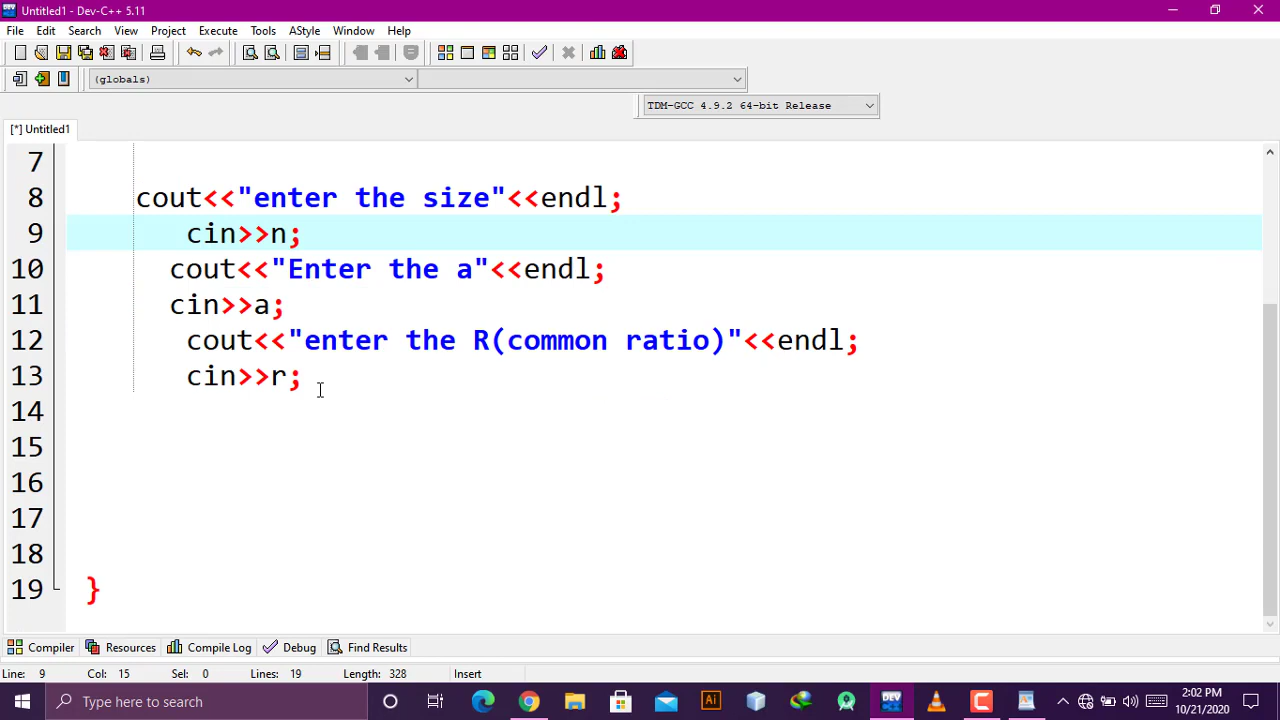 Untitled1 - Dev-C++ 5.11
File Edit Search View Project Execute Tools AStyle Window Help
(globals)
TDM-GCC 4.9.2 64-bit Release
[*] Untitled1
7
8 cout<<"enter the size"<<endl;
9 cin>>n;
10 cout<<"Enter the a"<<endl;
11 cin>>a;
12 cout<<"enter the R(common ratio)"<<endl;
13 cin>>r;
14
15
16
17
18
19 }
Compiler Resources Compile Log Debug Find Results
Line: 9 Col: 15 Sel: 0 Lines: 19 Length: 328 Insert
Type here to search
Ai
DEV
2:02 PM
10/21/2020